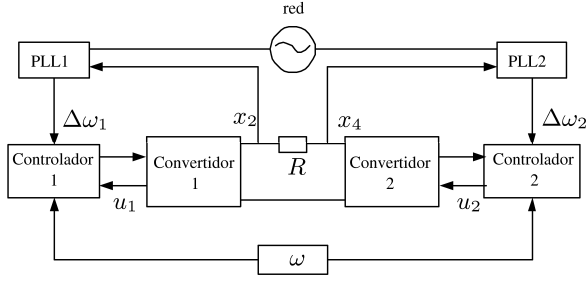 red
PLL1
PLL2
Δω₁
x₂
x₄
Δω₂
Controlador
1
Convertidor
1
R
Convertidor
2
Controlador
2
u₁
u₂
ω